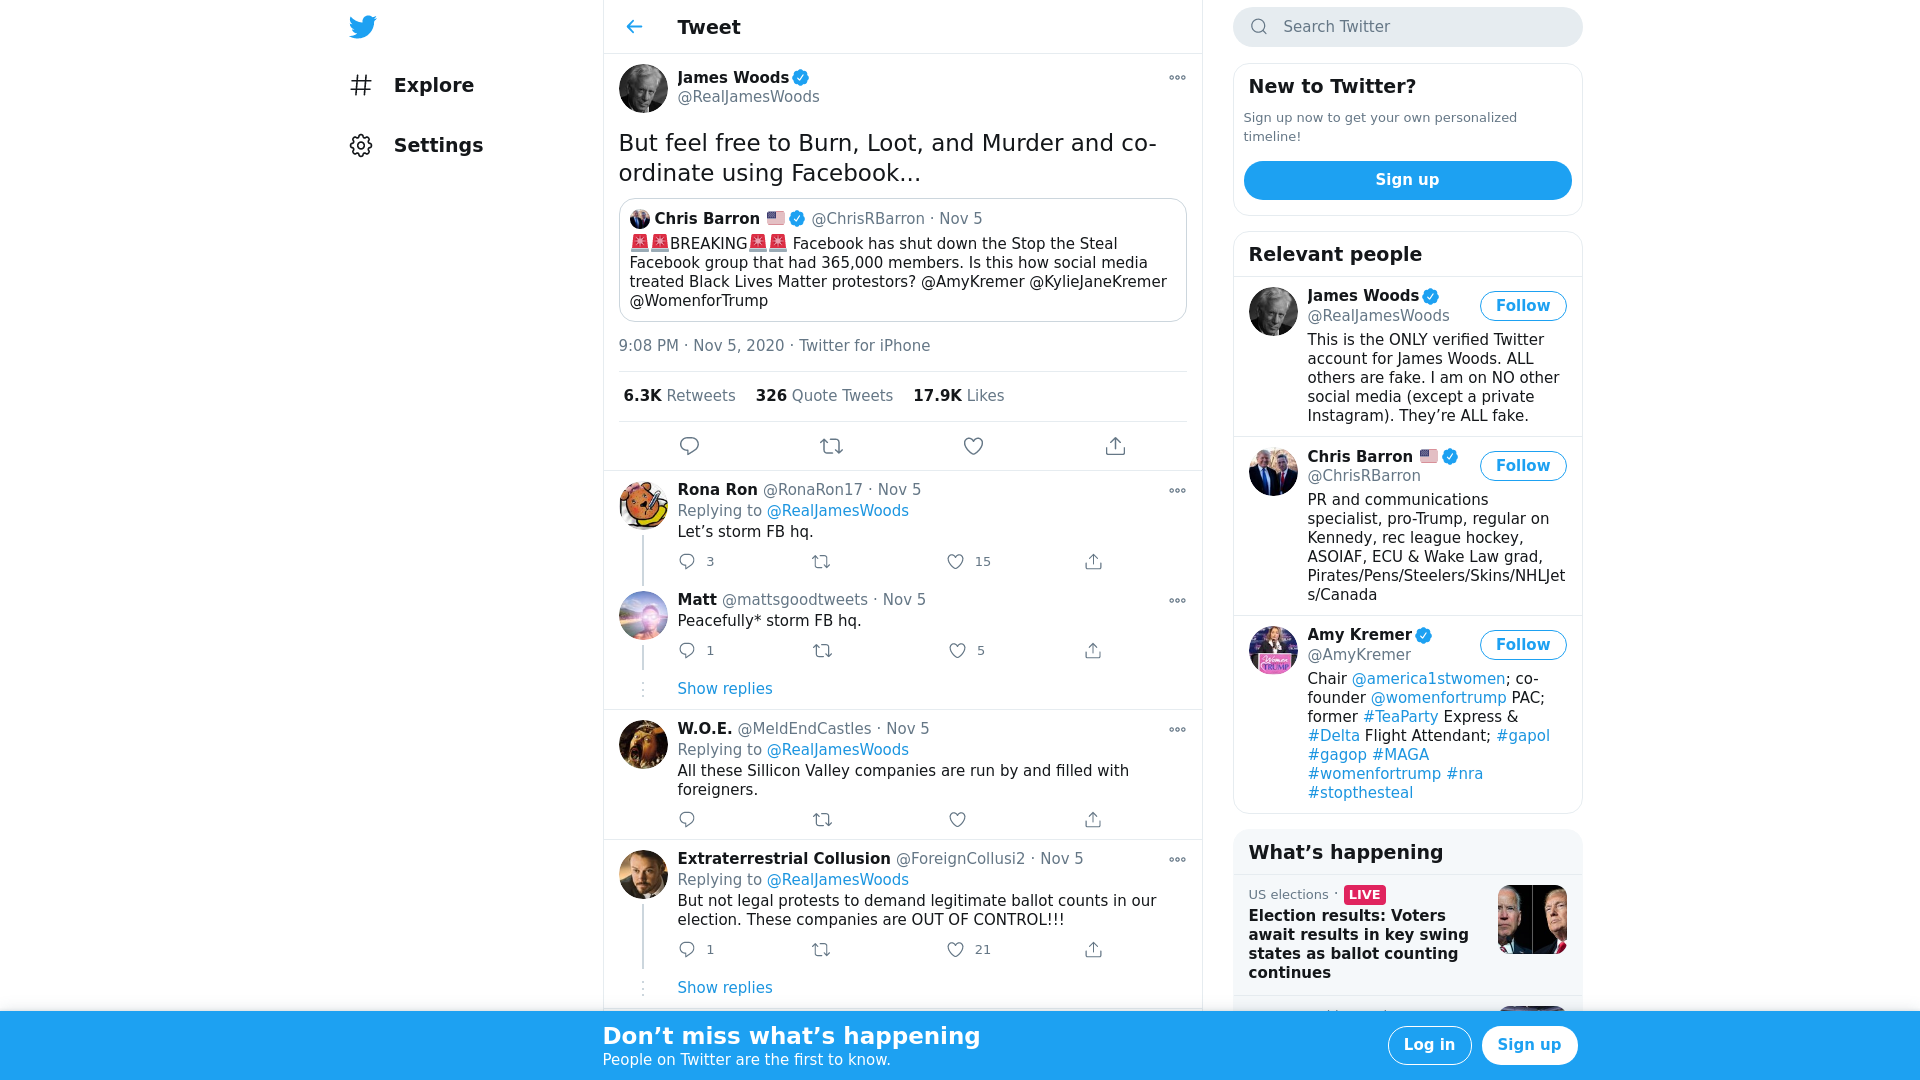 Explore
Settings
Tweet
James Woods
@RealJamesWoods
But feel free to Burn, Loot, and Murder and co-
ordinate using Facebook...
Chris Barron 🇺🇸 @ChrisRBarron · Nov 5
🚨🚨BREAKING🚨🚨 Facebook has shut down the Stop the Steal
Facebook group that had 365,000 members. Is this how social media
treated Black Lives Matter protestors? @AmyKremer @KylieJaneKremer
@WomenforTrump
9:08 PM · Nov 5, 2020 · Twitter for iPhone
6.3K Retweets 326 Quote Tweets 17.9K Likes
Rona Ron @RonaRon17 · Nov 5
Replying to @RealJamesWoods
Let’s storm FB hq.
3 15
Matt @mattsgoodtweets · Nov 5
Peacefully* storm FB hq.
1 5
Show replies
W.O.E. @MeldEndCastles · Nov 5
Replying to @RealJamesWoods
All these Sillicon Valley companies are run by and filled with
foreigners.
Extraterrestrial Collusion @ForeignCollusi2 · Nov 5
Replying to @RealJamesWoods
But not legal protests to demand legitimate ballot counts in our
election. These companies are OUT OF CONTROL!!!
1 21
Show replies
Search Twitter
New to Twitter?
Sign up now to get your own personalized
timeline!
Sign up
Relevant people
James Woods
@RealJamesWoods
Follow
This is the ONLY verified Twitter
account for James Woods. ALL
others are fake. I am on NO other
social media (except a private
Instagram). They’re ALL fake.
Chris Barron 🇺🇸
@ChrisRBarron
Follow
PR and communications
specialist, pro-Trump, regular on
Kennedy, rec league hockey,
ASOIAF, ECU & Wake Law grad,
Pirates/Pens/Steelers/Skins/NHLJet
s/Canada
Amy Kremer
@AmyKremer
Follow
Chair @america1stwomen; co-
founder @womenfortrump PAC;
former #TeaParty Express &
#Delta Flight Attendant; #gapol
#gagop #MAGA
#womenfortrump #nra
#stopthesteal
What’s happening
US elections · LIVE
Election results: Voters
await results in key swing
states as ballot counting
continues
Don’t miss what’s happening
People on Twitter are the first to know.
Log in
Sign up